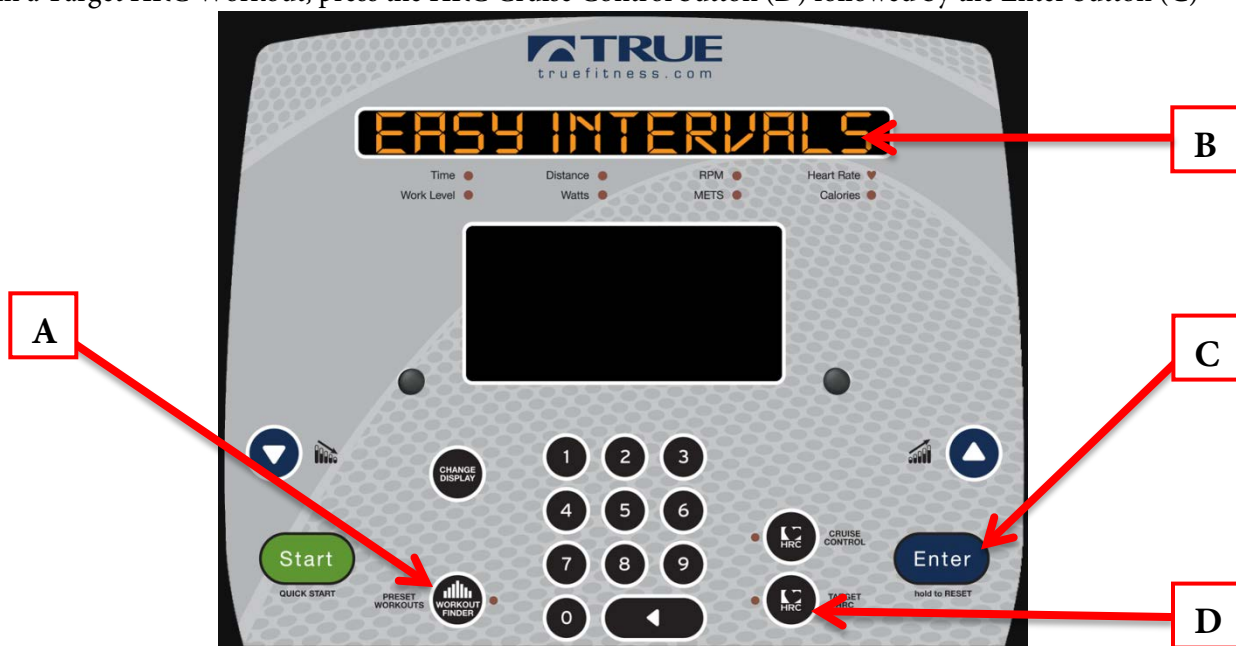 a Target HRC Workout, press the HRC Cruise Control button (D) followed by the Enter button (C)
TRUE
truefitness.com
EASY INTERVALS
B
Time Distance RPM Heart Rate
Work Level Watts METS Calories
A
C
CHANGE
DISPLAY
1 2 3
4 5 6
7 8 9
0
HRC
CRUISE
CONTROL
Start
QUICK START
PRESET
WORKOUTS
WORKOUT
FINDER
HRC
TARGET
HRC
Enter
hold to RESET
D